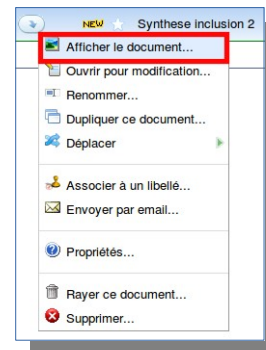 NEW Synthese inclusion 2
Afficher le document...
Ouvrir pour modification...
Renommer...
Dupliquer ce document...
Déplacer
Associer à un libellé...
Envoyer par email...
Propriétés...
Rayer ce document...
Supprimer...